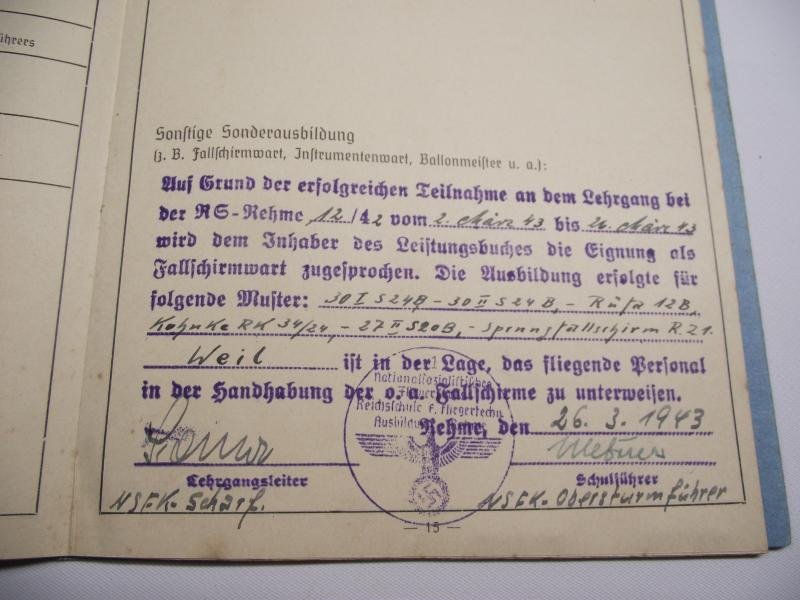 ührers
Sonstige Sonderausbildung
(z. B. Fallschirmwart, Instrumentenwart, Ballonmeister u. a.):
Auf Grund der erfolgreichen Teilnahme an dem Lehrgang bei
der RS-Rehme 12/42 vom 2. März 43 bis 26. März 43
wird dem Inhaber des Leistungsbuches die Eignung als
Fallschirmwart zugesprochen. Die Ausbildung erfolgte für
folgende Muster: 30 I S 24 B - 30 II S 24 B, - Rüfa 12 B,
Kohnke RK 34/24, - 27 II S 20 B, - Spennfallschirm R. 21.
Weil ist in der Lage, das fliegende Personal
in der Handhabung der o. a. Fallschirme zu unterweisen.
Nationalsozialistisches
Reichsschule f. Fliegertechn
Ausbildu
Rehme, den 26. 3. 1943
Lehrgangsleiter
Schulführer
NSFK-Scharf.
NSFK-Obersturmführer
— 15 —